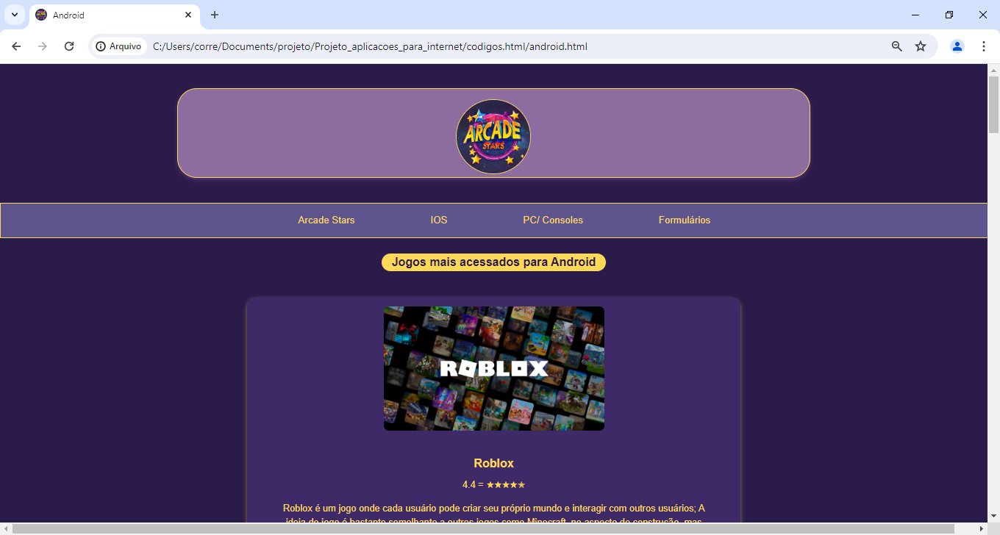 Android
Arquivo
C:/Users/corre/Documents/projeto/Projeto_aplicacoes_para_internet/codigos.html/android.html
ARCADE
STARS
Arcade Stars IOS PC/ Consoles Formulários
Jogos mais acessados para Android
ROBLOX
Roblox
4.4 = ★★★★★
Roblox é um jogo onde cada usuário pode criar seu próprio mundo e interagir com outros usuários; A
ideia do jogo é bastante semelhante a outros jogos como Minecraft, no aspecto de construção, mas